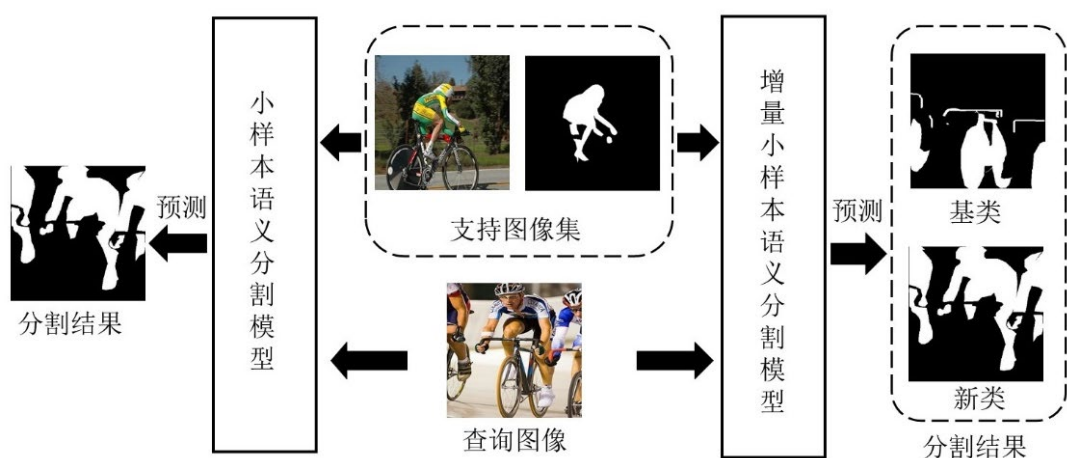 小样本语义分割模型
增量小样本语义分割模型
支持图像集
预测
预测
基类
分割结果
新类
查询图像
分割结果